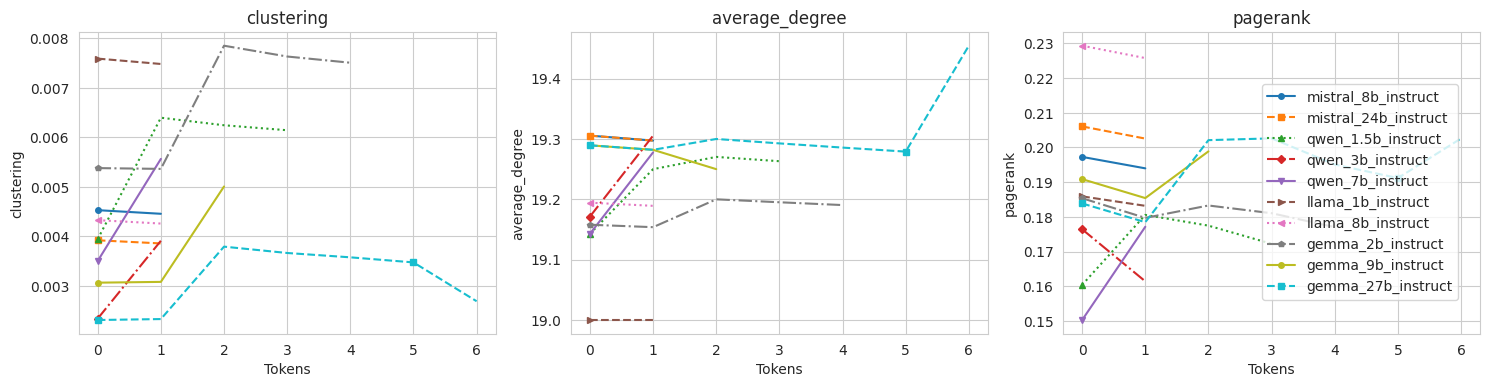 clustering
clustering
0.008
0.007
0.006
0.005
0.004
0.003
0 1 2 3 4 5 6
Tokens
average_degree
average_degree
19.4
19.3
19.2
19.1
19.0
0 1 2 3 4 5 6
Tokens
pagerank
pagerank
0.23
0.22
0.21
0.20
0.19
0.18
0.17
0.16
0.15
0 1 2 3 4 5 6
Tokens
mistral_8b_instruct
mistral_24b_instruct
qwen_1.5b_instruct
qwen_3b_instruct
qwen_7b_instruct
llama_1b_instruct
llama_8b_instruct
gemma_2b_instruct
gemma_9b_instruct
gemma_27b_instruct